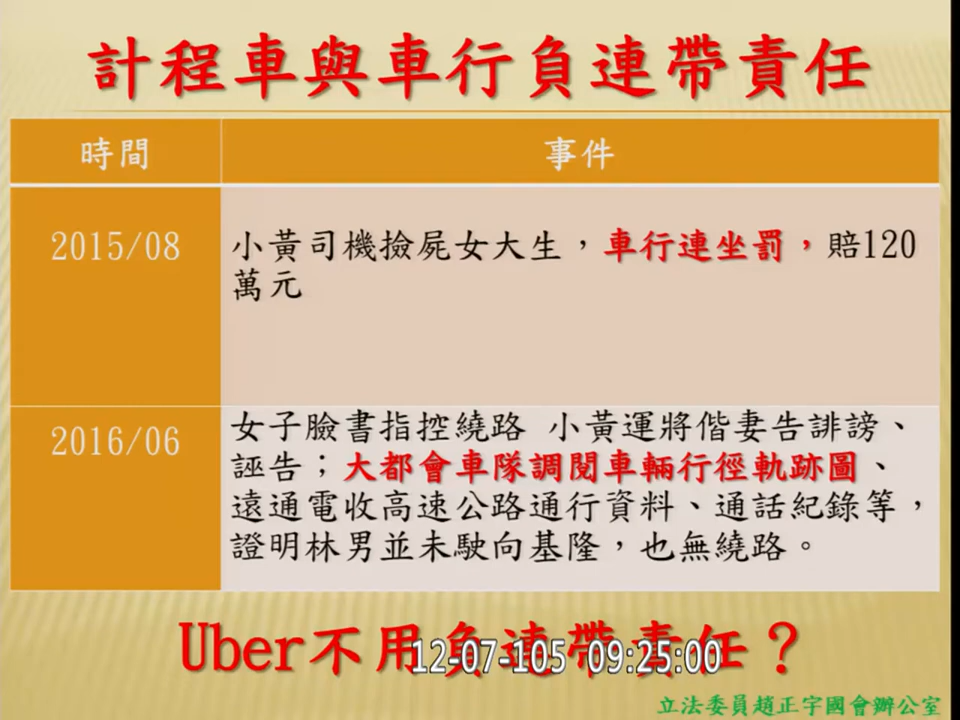 計程車與車行負連帶責任
時間 事件
2015/08 小黃司機撿屍女大生，車行連坐罰，賠120
萬元
2016/06 女子臉書指控繞路 小黃運將偕妻告誹謗、
誣告；大都會車隊調閱車輛行徑軌跡圖、
遠通電收高速公路通行資料、通話紀錄等，
證明林男並未駛向基隆，也無繞路。
Uber不用負連帶責任？
12-07-105 09:25:00
立法委員趙正宇國會辦公室